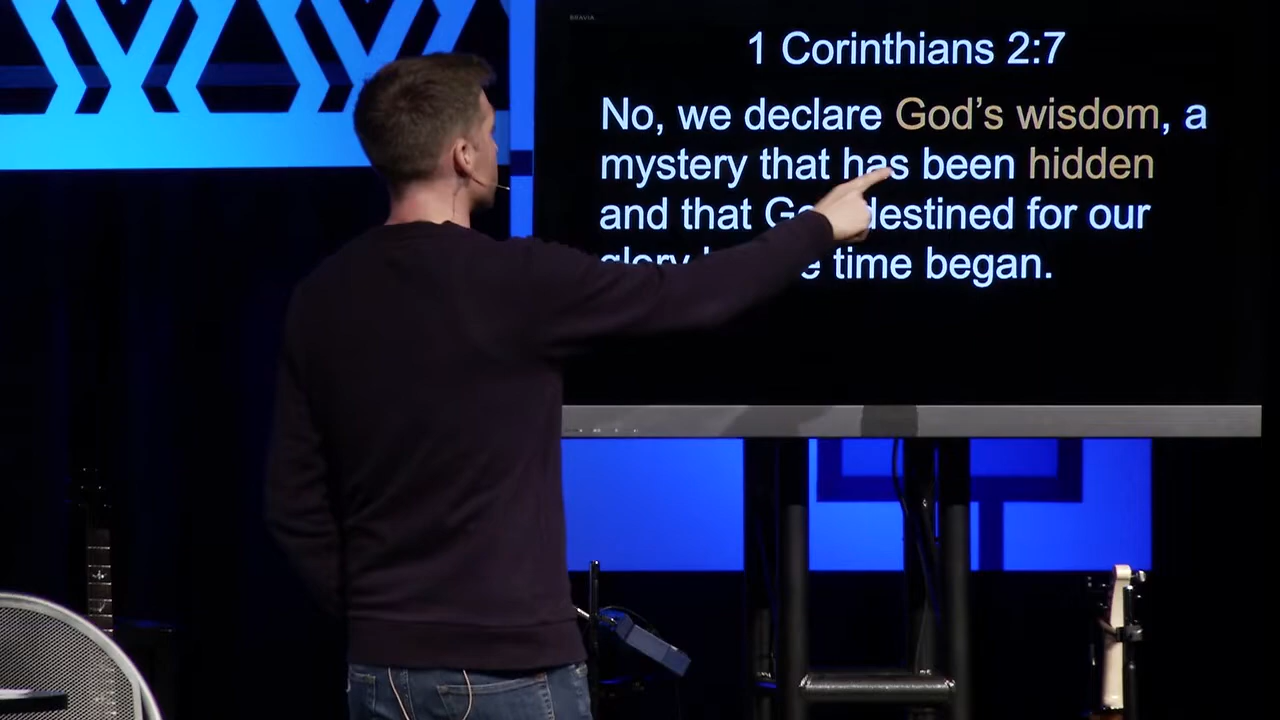 BRAVIA
1 Corinthians 2:7
No, we declare God's wisdom, a
mystery that has been hidden
and that destined for our
time began.